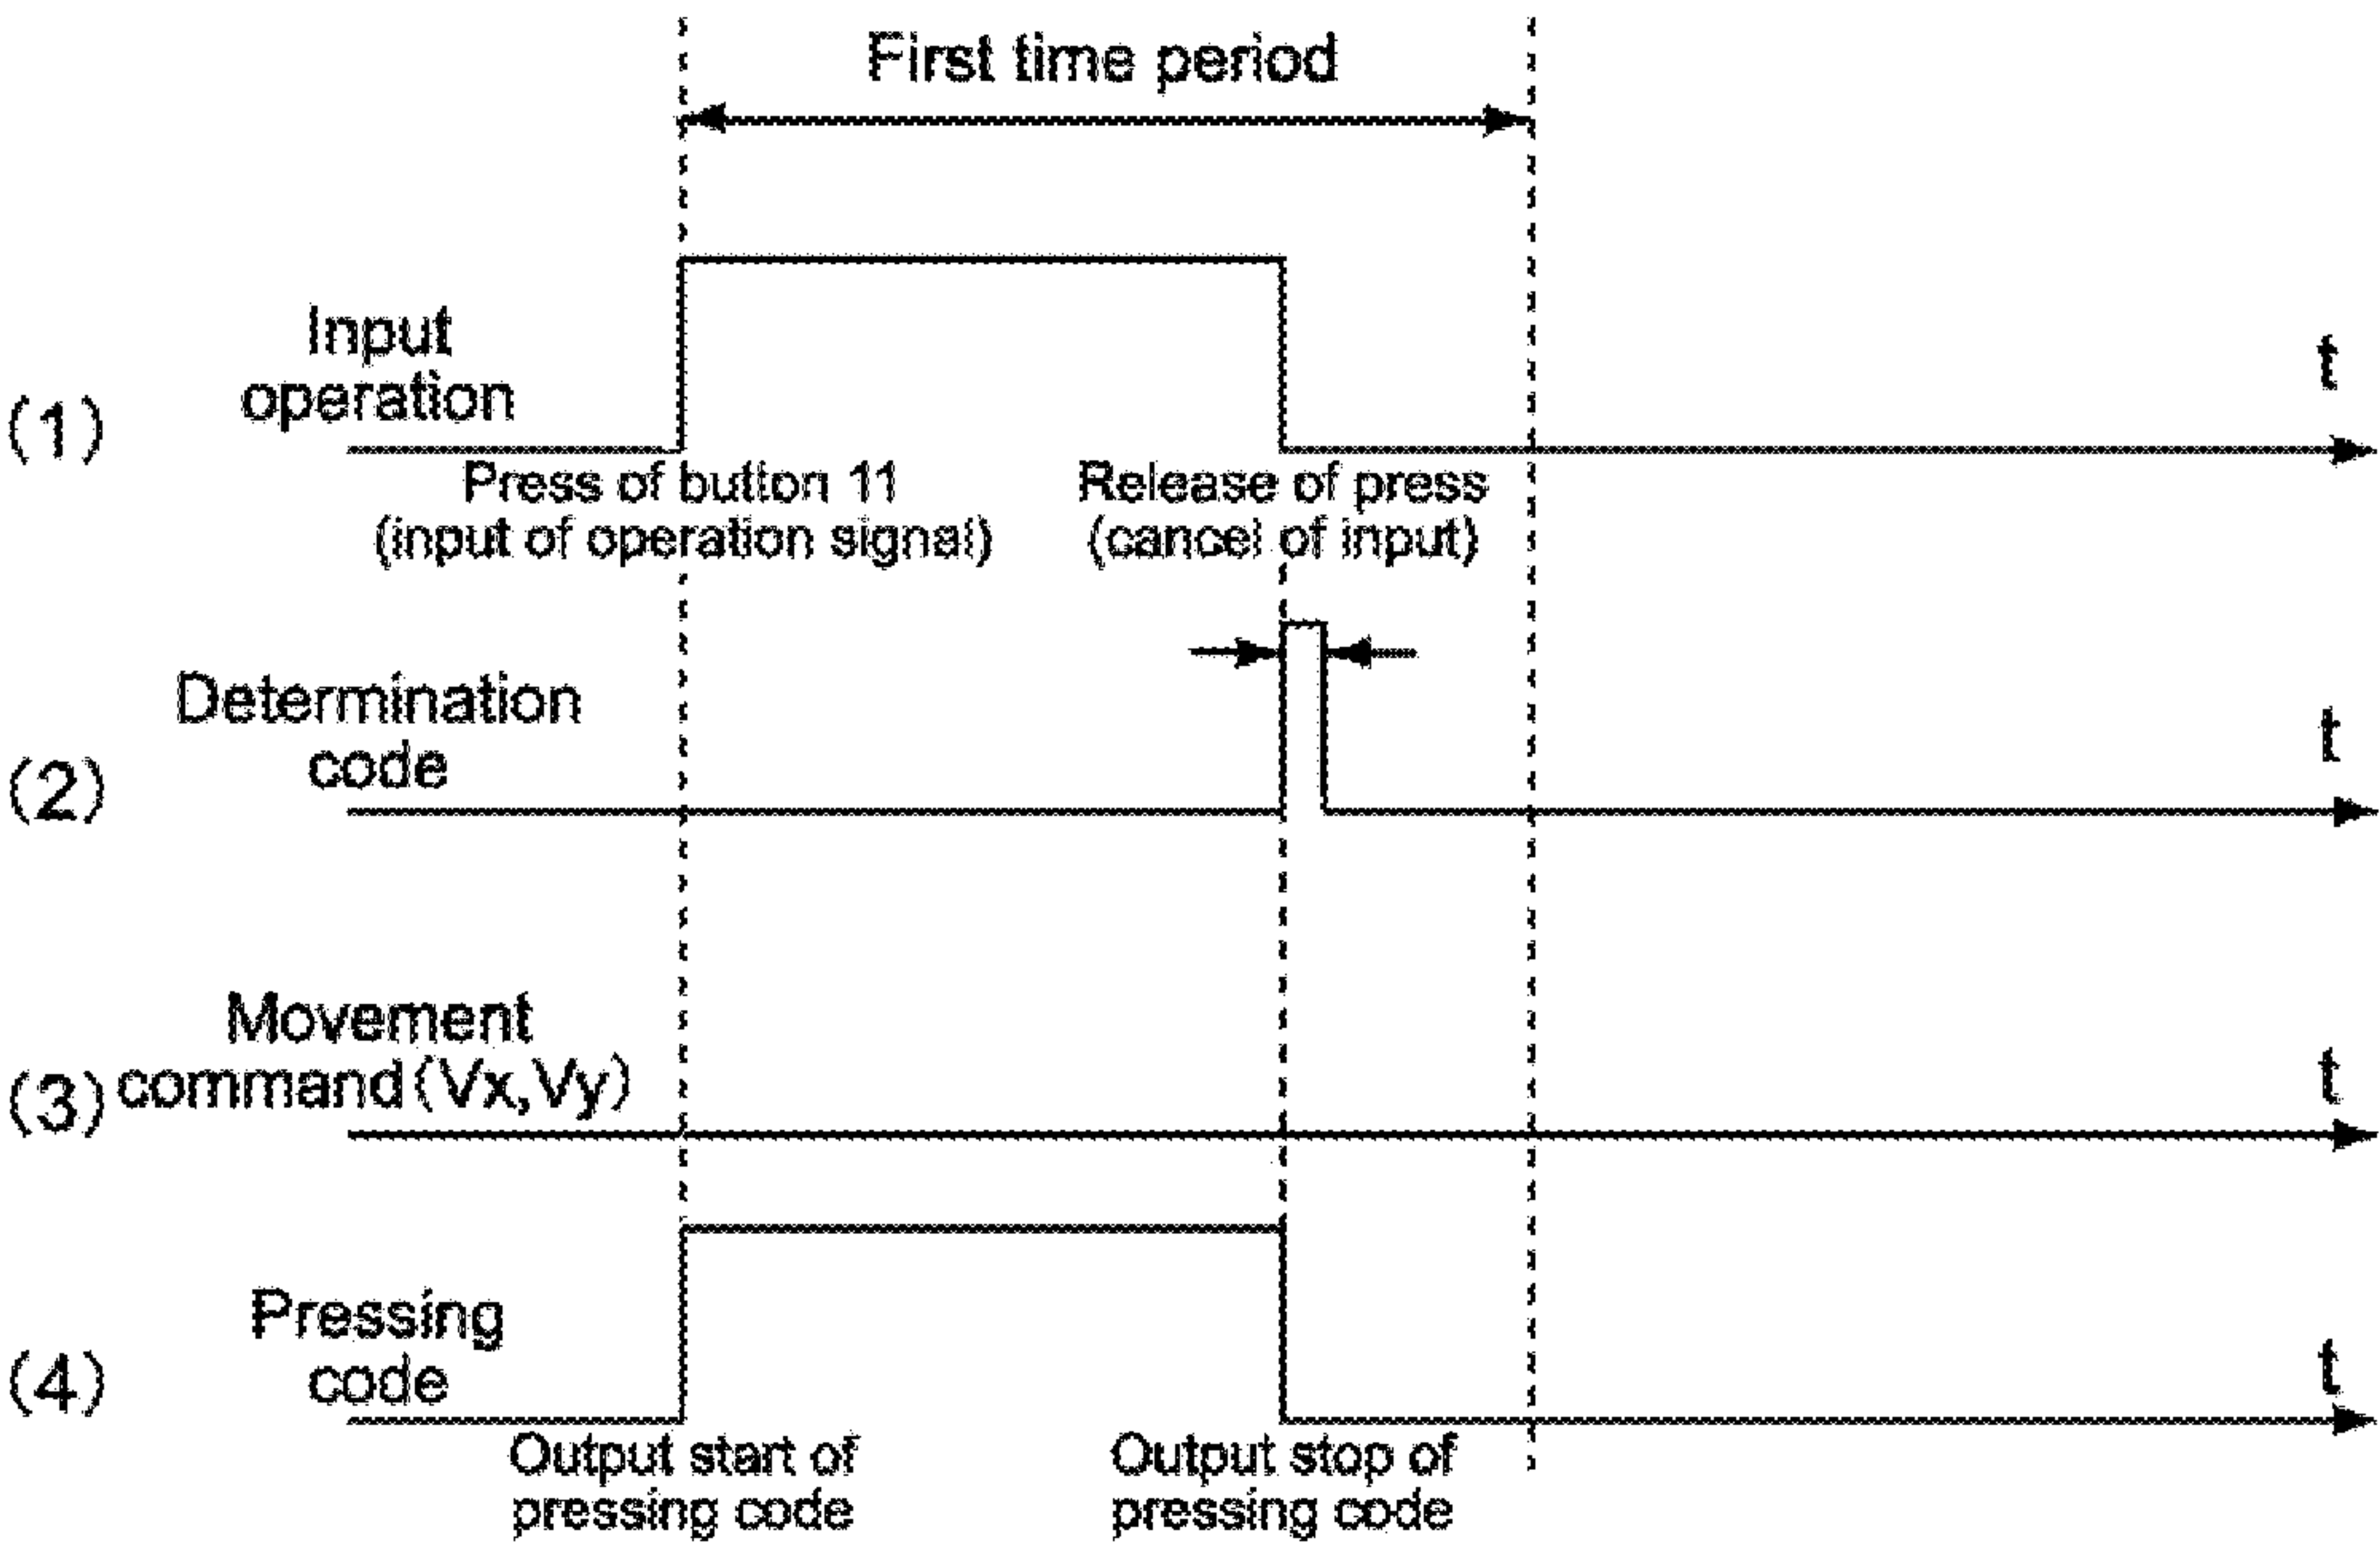 First time period
Input
operation
t
(1)
Press of button 11
(input of operation signal)
Release of press
(cancel of input)
Determination
code
t
(2)
Movement
command(Vx,Vy)
t
(3)
Pressing
code
t
(4)
Output start of
pressing code
Output stop of
pressing code